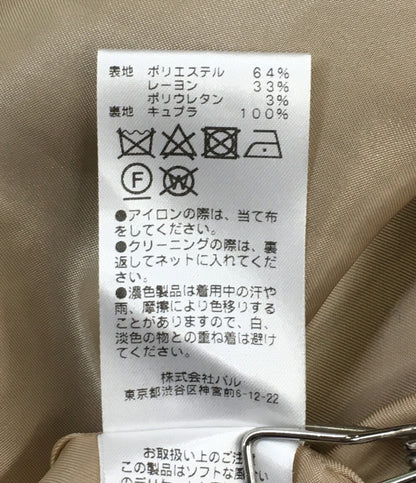 表地 ポリエステル 64%
レーヨン 33%
ポリウレタン 3%
裏地 キュプラ 100%
F W
●アイロンの際は、当て布
をしてください。
●クリーニングの際は、裏
返してネットに入れてくだ
さい。
●濃色製品は着用中の汗や
雨、摩擦により色移りする
ことがありますので、白、
淡色の物との重ね着は避け
てください。
株式会社パル
東京都渋谷区神宮前6-12-22
お取扱い上のご注
この製品はソフトな風合い